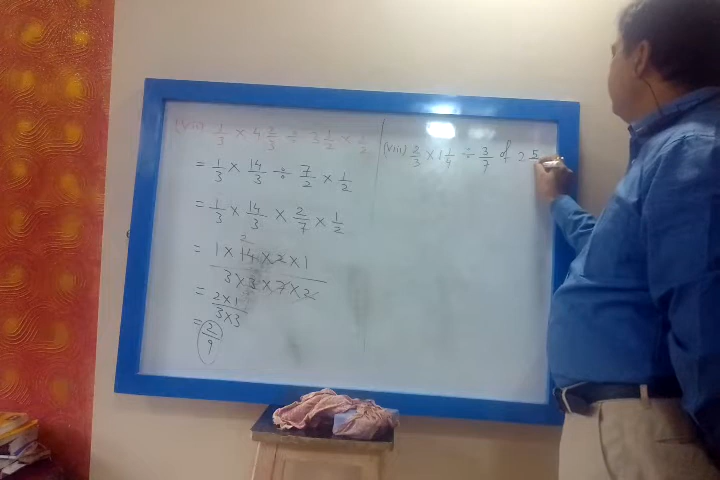 (vii) 1/3 × 4 2/3 ÷ 3 1/2 × 1/2
= 1/3 × 14/3 ÷ 7/2 × 1/2
= 1/3 × 14/3 × 2/7 × 1/2
2
= 1 × 14 × 2 × 1 / 3 × 3 × 7 × 2
= 2 × 1 / 3 × 3
= 2/9
(viii) 2/3 × 1 1/4 ÷ 3/7 of 2 5